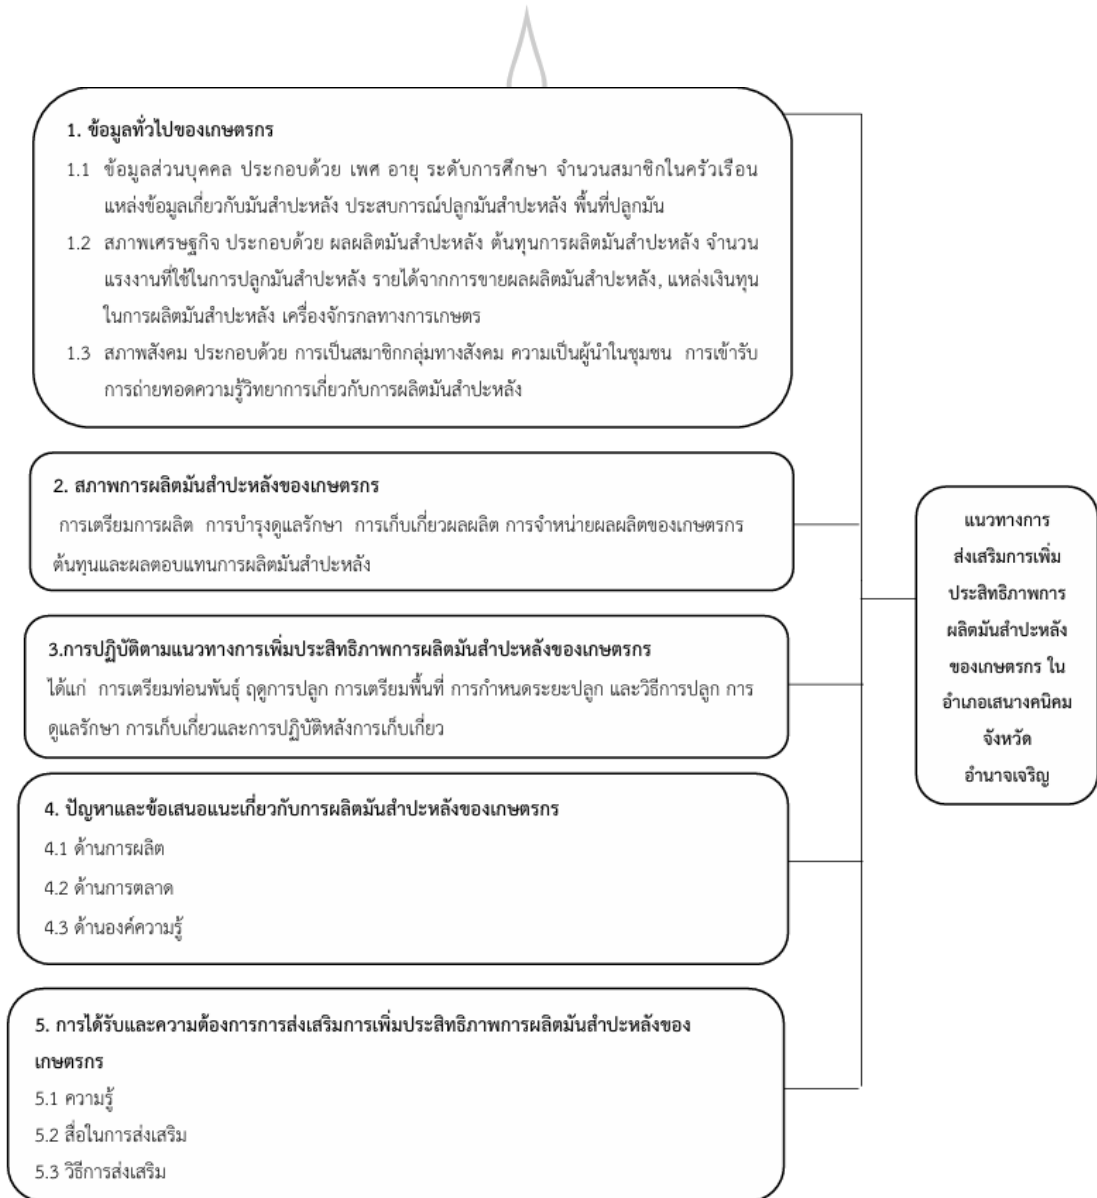 1. ข้อมูลทั่วไปของเกษตรกร
1.1 ข้อมูลส่วนบุคคล ประกอบด้วย เพศ อายุ ระดับการศึกษา จำนวนสมาชิกในครัวเรือน
แหล่งข้อมูลเกี่ยวกับมันสำปะหลัง ประสบการณ์ปลูกมันสำปะหลัง พื้นที่ปลูกมัน
1.2 สภาพเศรษฐกิจ ประกอบด้วย ผลผลิตมันสำปะหลัง ต้นทุนการผลิตมันสำปะหลัง จำนวน
แรงงานที่ใช้ในการปลูกมันสำปะหลัง รายได้จากการขายผลผลิตมันสำปะหลัง, แหล่งเงินทุน
ในการผลิตมันสำปะหลัง เครื่องจักรกลทางการเกษตร
1.3 สภาพสังคม ประกอบด้วย การเป็นสมาชิกกลุ่มทางสังคม ความเป็นผู้นำในชุมชน การเข้ารับ
การถ่ายทอดความรู้วิทยาการเกี่ยวกับการผลิตมันสำปะหลัง
2. สภาพการผลิตมันสำปะหลังของเกษตรกร
การเตรียมการผลิต การบำรุงดูแลรักษา การเก็บเกี่ยวผลผลิต การจำหน่ายผลผลิตของเกษตรกร
ต้นทุนและผลตอบแทนการผลิตมันสำปะหลัง
3.การปฏิบัติตามแนวทางการเพิ่มประสิทธิภาพการผลิตมันสำปะหลังของเกษตรกร
ได้แก่ การเตรียมท่อนพันธุ์ ฤดูการปลูก การเตรียมพื้นที่ การกำหนดระยะปลูก และวิธีการปลูก การ
ดูแลรักษา การเก็บเกี่ยวและการปฏิบัติหลังการเก็บเกี่ยว
4. ปัญหาและข้อเสนอแนะเกี่ยวกับการผลิตมันสำปะหลังของเกษตรกร
4.1 ด้านการผลิต
4.2 ด้านการตลาด
4.3 ด้านองค์ความรู้
5. การได้รับและความต้องการการส่งเสริมการเพิ่มประสิทธิภาพการผลิตมันสำปะหลังของ
เกษตรกร
5.1 ความรู้
5.2 สื่อในการส่งเสริม
5.3 วิธีการส่งเสริม
แนวทางการ
ส่งเสริมการเพิ่ม
ประสิทธิภาพการ
ผลิตมันสำปะหลัง
ของเกษตรกร ใน
อำเภอเสนางคนิคม
จังหวัด
อำนาจเจริญ